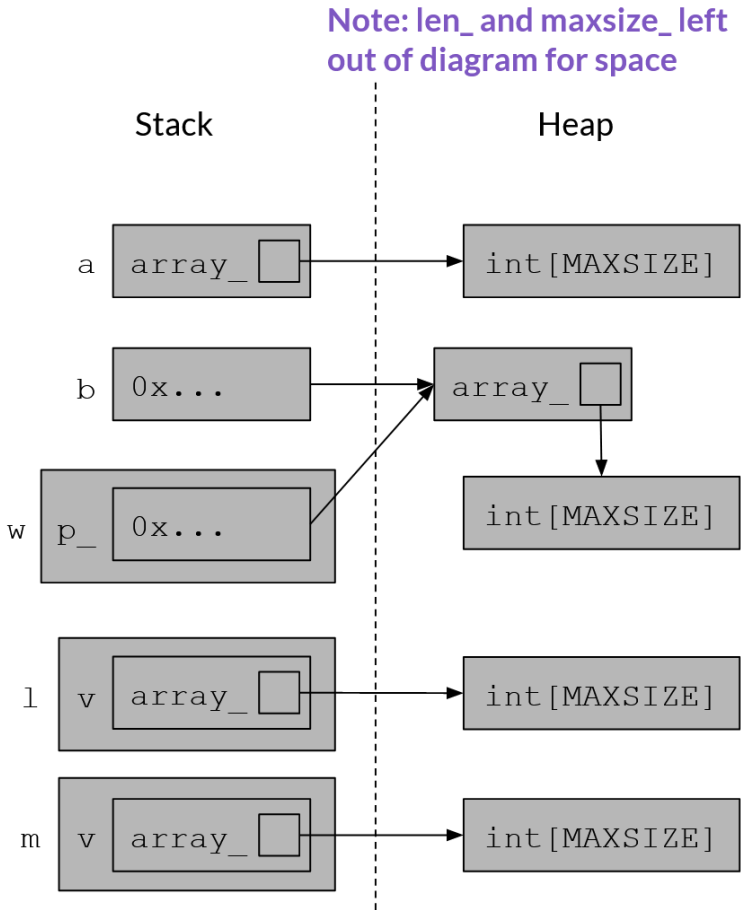 Note: len_ and maxsize_ left
out of diagram for space
Stack
Heap
a array_ int[MAXSIZE]
b 0x... array_
w p_ 0x... int[MAXSIZE]
l v array_ int[MAXSIZE]
m v array_ int[MAXSIZE]